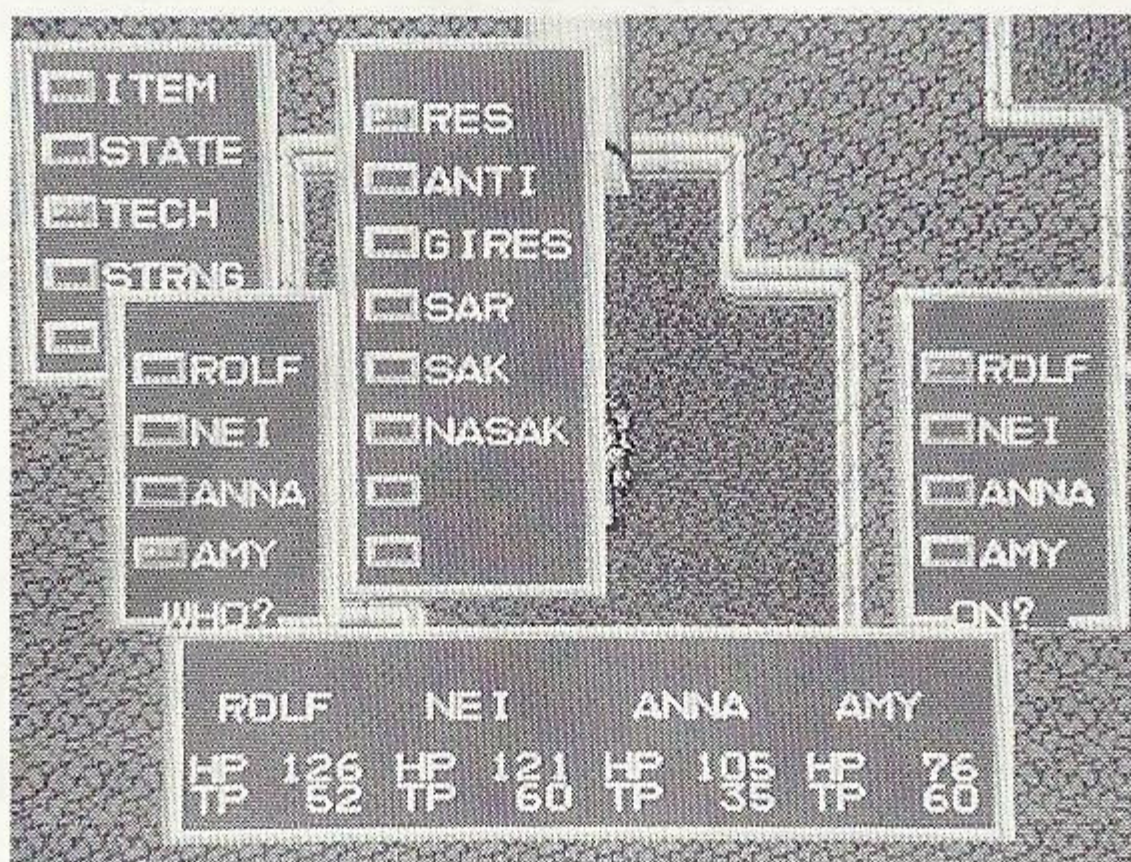 ITEM
STATE
TECH
STRNG
RES
ANTI
GIRES
SAR
SAK
NASAK
ROLF
NEI
ANNA
AMY
WHO?
ROLF
NEI
ANNA
AMY
ON?
ROLF NEI ANNA AMY
HP 126 HP 121 HP 105 HP 76
TP 52 TP 60 TP 35 TP 60